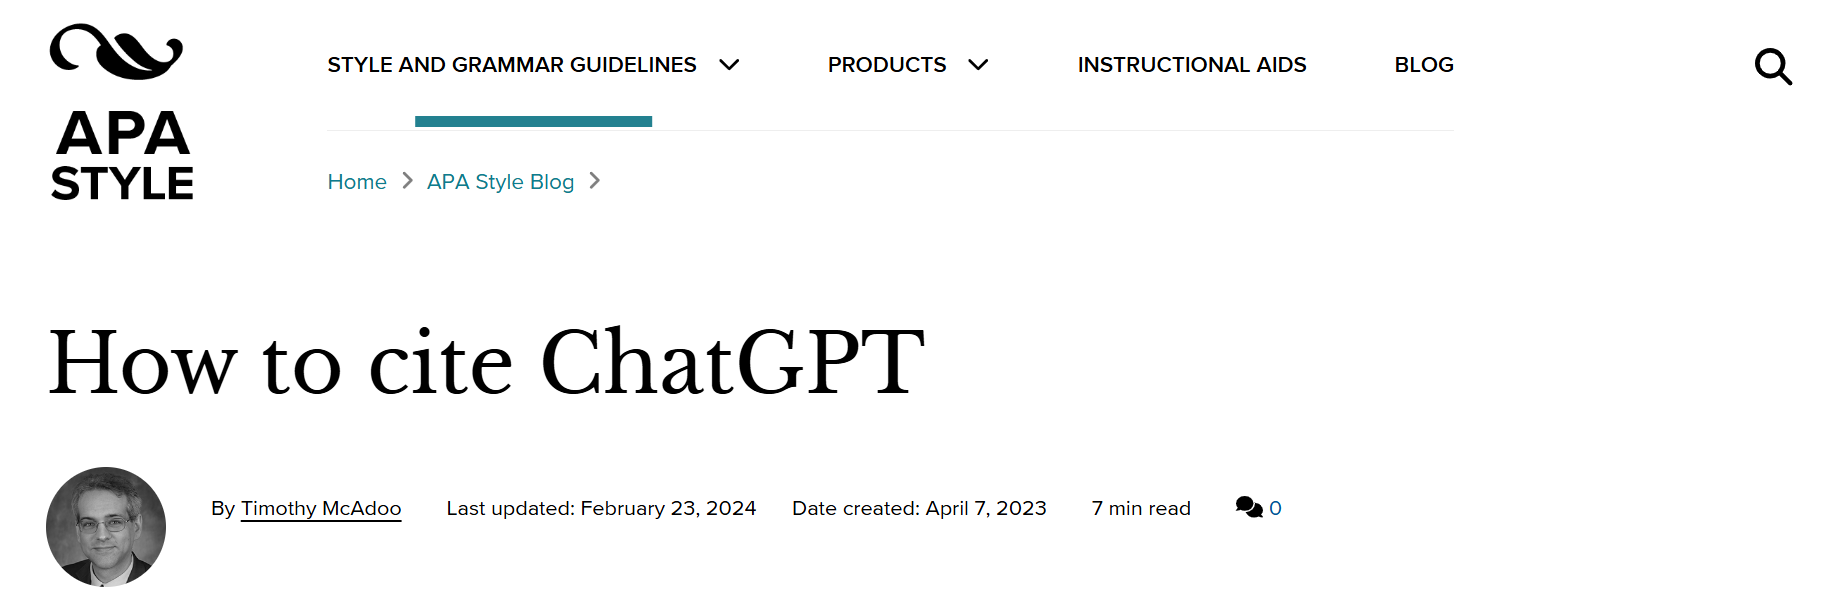 APA
STYLE
STYLE AND GRAMMAR GUIDELINES PRODUCTS INSTRUCTIONAL AIDS BLOG
Home APA Style Blog
How to cite ChatGPT
By Timothy McAdoo Last updated: February 23, 2024 Date created: April 7, 2023 7 min read 0